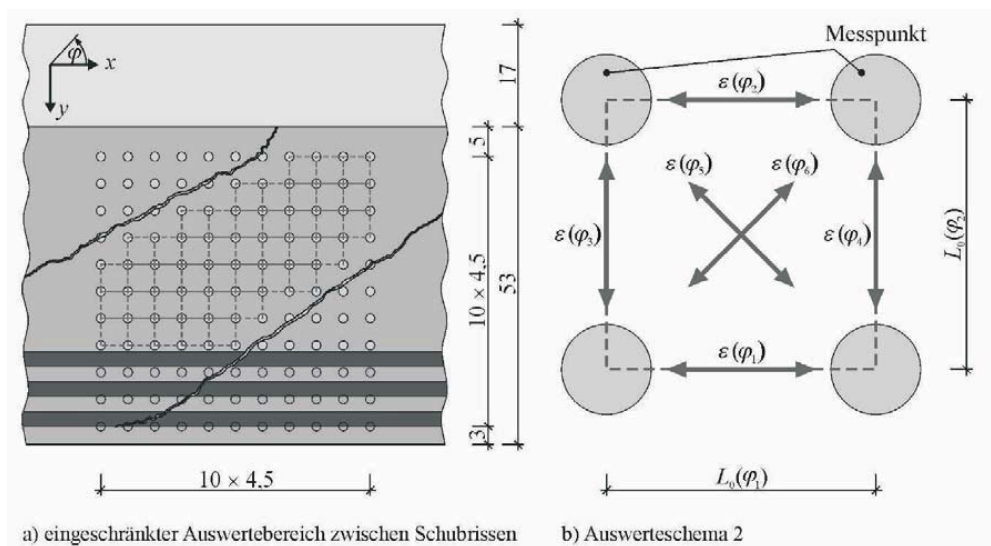 φ
x
y
17
5
10 × 4,5
53
3
10 × 4,5
a) eingeschränkter Auswertebereich zwischen Schubrissen
Messpunkt
ε(φ₂)
ε(φ₅)
ε(φ₆)
ε(φ₃)
ε(φ₄)
L₀(φ₂)
ε(φ₁)
L₀(φ₁)
b) Auswerteschema 2